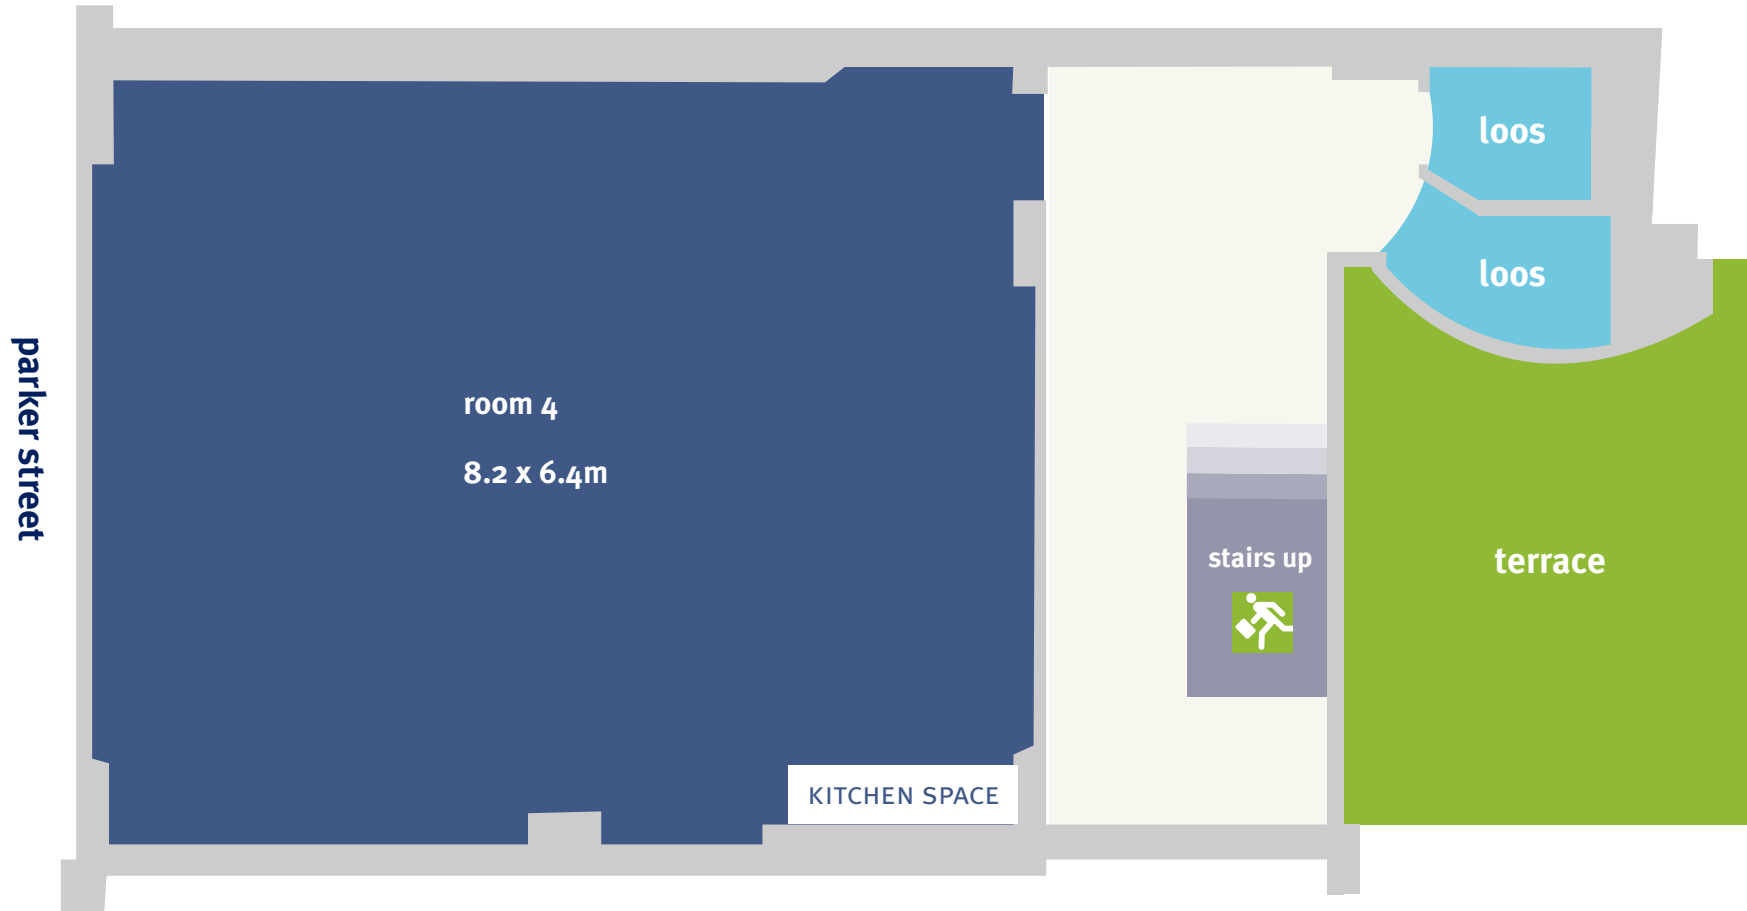 parker street
room 4
8.2 x 6.4m
KITCHEN SPACE
stairs up
loos
loos
terrace